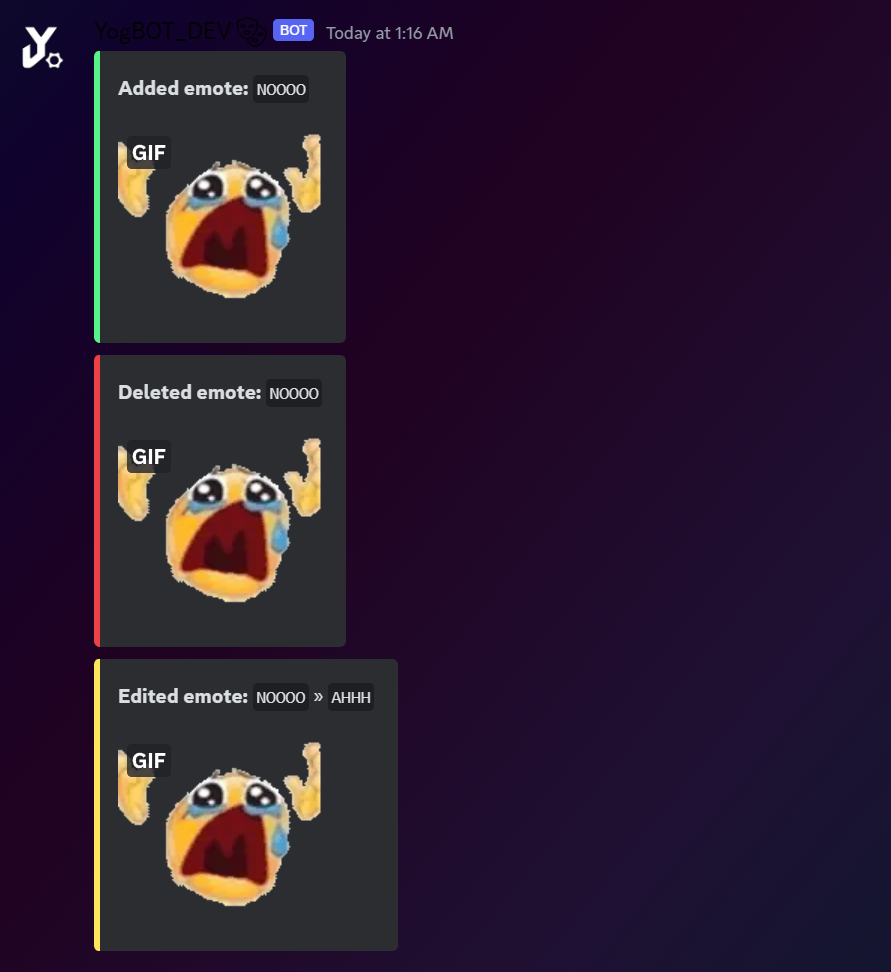 YogBOT_DEV BOT Today at 1:16 AM
Added emote: NOOOO
GIF
Deleted emote: NOOOO
GIF
Edited emote: NOOOO » AHHH
GIF